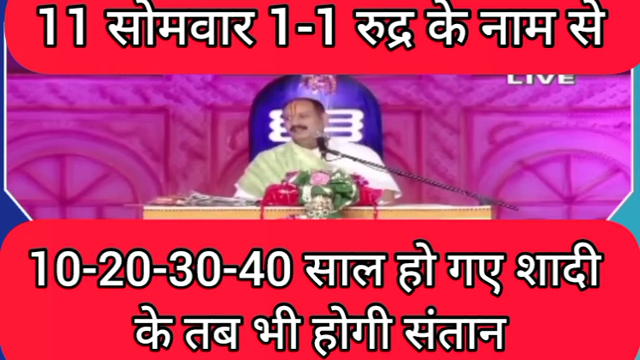 11 सोमवार 1-1 रुद्र के नाम से
LIVE
10-20-30-40 साल हो गए शादी
के तब भी होगी संतान